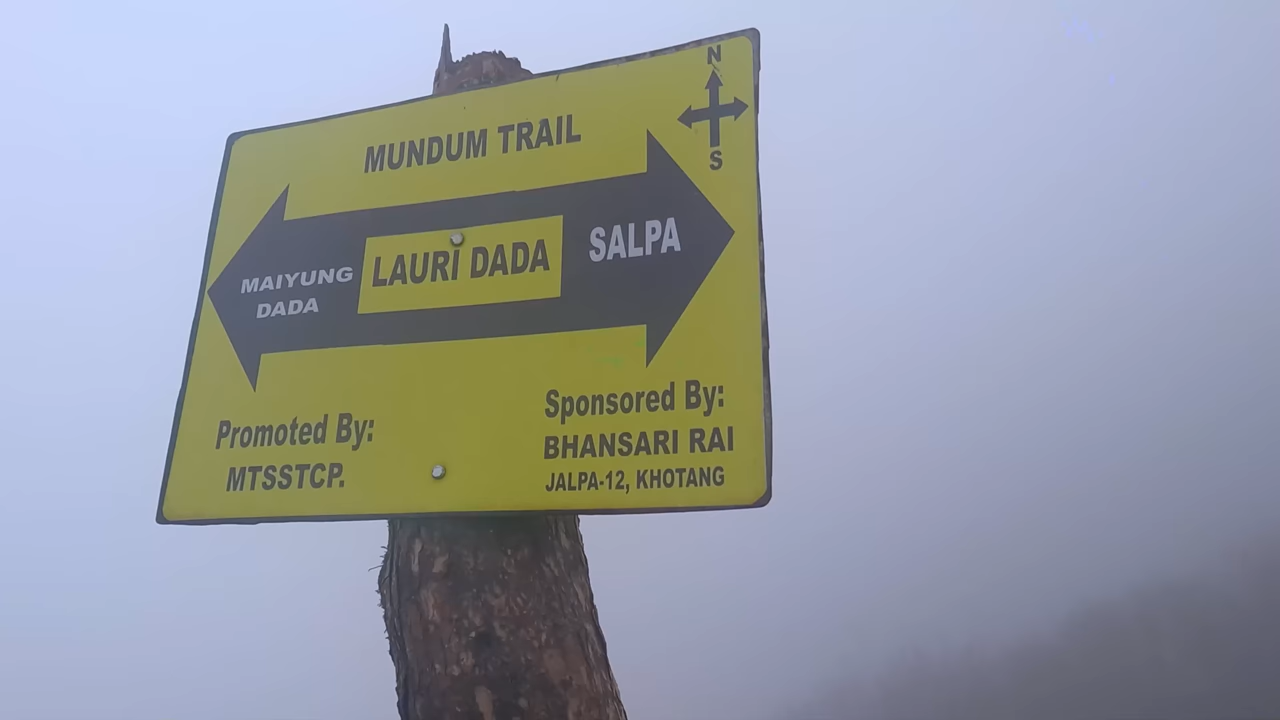 N
MUNDUM TRAIL
S
MAIYUNG
DADA
LAURI DADA
SALPA
Promoted By:
MTSSTCP.
Sponsored By:
BHANSARI RAI
JALPA-12, KHOTANG